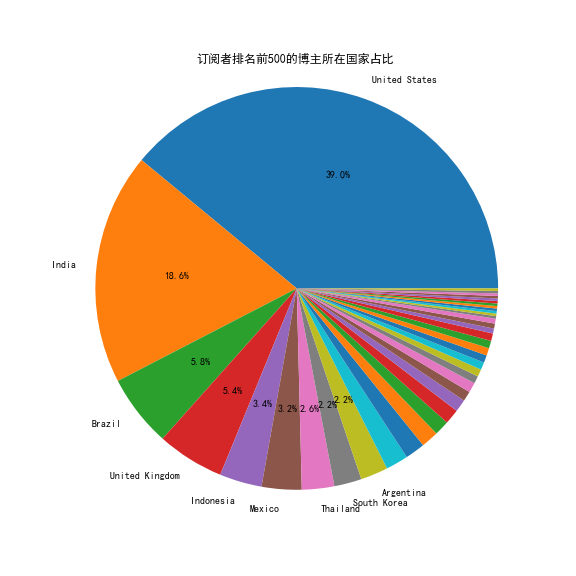 订阅者排名前500的博主所在国家占比
United States
39.0%
India
18.6%
5.8%
Brazil
5.4%
United Kingdom
3.4%
Indonesia
3.2%
Mexico
2.6%
Thailand
2.2%
South Korea
2.2%
Argentina